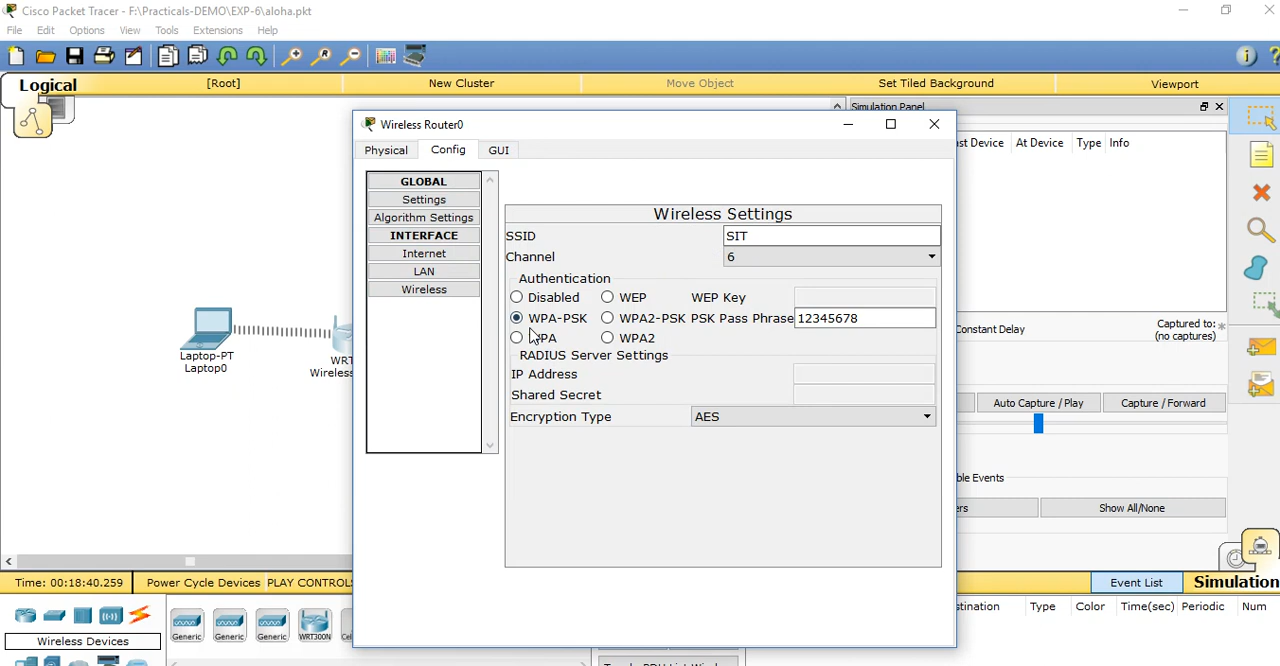 Cisco Packet Tracer - F:\Practicals-DEMO\EXP-6\aloha.pkt
File Edit Options View Tools Extensions Help
Logical [Root] New Cluster Move Object Set Tiled Background Viewport
Simulation Panel
Wireless Router0
At Device Type Info
Physical Config GUI
GLOBAL
Settings
Algorithm Settings
INTERFACE
Internet
LAN
Wireless
Wireless Settings
SSID SIT
Channel 6
Authentication
Disabled WEP WEP Key
WPA-PSK WPA2-PSK PSK Pass Phrase 12345678
WPA2
RADIUS Server Settings
IP Address
Shared Secret
Encryption Type AES
Laptop-PT
Laptop0
WRT
Wireless
Constant Delay Captured to: *
(no captures)
Auto Capture / Play Capture / Forward
Events
Show All/None
Time: 00:18:40.259 Power Cycle Devices PLAY CONTROLS
Event List Simulation
Type Color Time(sec) Periodic Num
Generic Generic Generic WRT300N
Wireless Devices